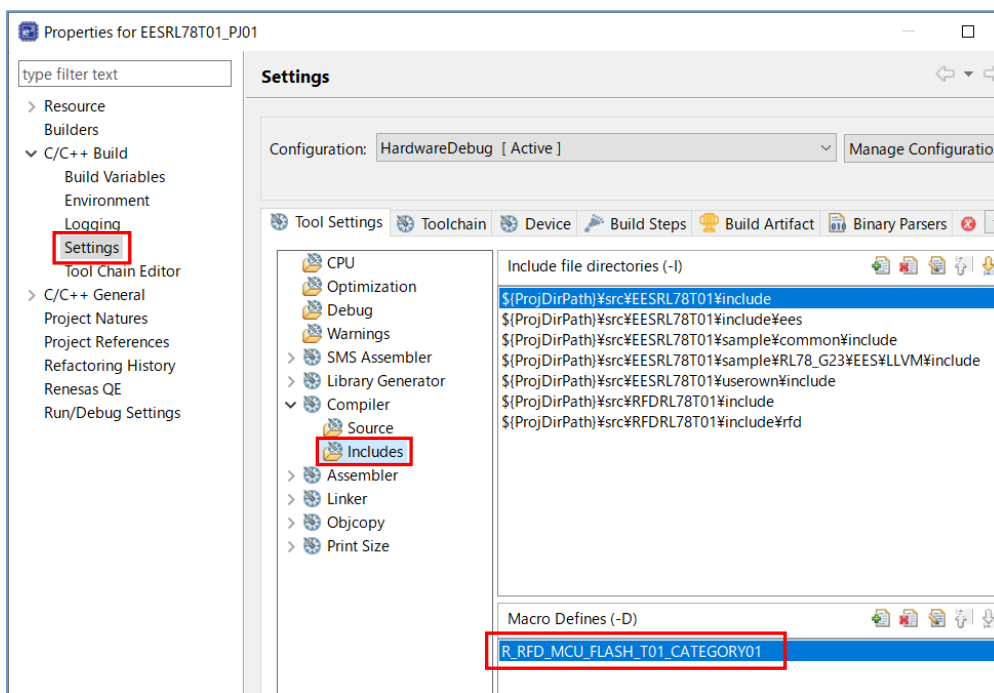 Properties for EESRL78T01_PJ01
type filter text
Settings
Resource
Builders
C/C++ Build
Build Variables
Environment
Logging
Settings
Tool Chain Editor
C/C++ General
Project Natures
Project References
Refactoring History
Renesas QE
Run/Debug Settings
Configuration: HardwareDebug [ Active ]
Manage Configuratio
Tool Settings Toolchain Device Build Steps Build Artifact Binary Parsers
CPU
Optimization
Debug
Warnings
SMS Assembler
Library Generator
Compiler
Source
Includes
Assembler
Linker
Objcopy
Print Size
Include file directories (-I)
${ProjDirPath}¥src¥EESRL78T01¥include
${ProjDirPath}¥src¥EESRL78T01¥include¥ees
${ProjDirPath}¥src¥EESRL78T01¥sample¥common¥include
${ProjDirPath}¥src¥EESRL78T01¥sample¥RL78_G23¥EES¥LLVM¥include
${ProjDirPath}¥src¥EESRL78T01¥userown¥include
${ProjDirPath}¥src¥RFDRL78T01¥include
${ProjDirPath}¥src¥RFDRL78T01¥include¥rfd
Macro Defines (-D)
R_RFD_MCU_FLASH_T01_CATEGORY01